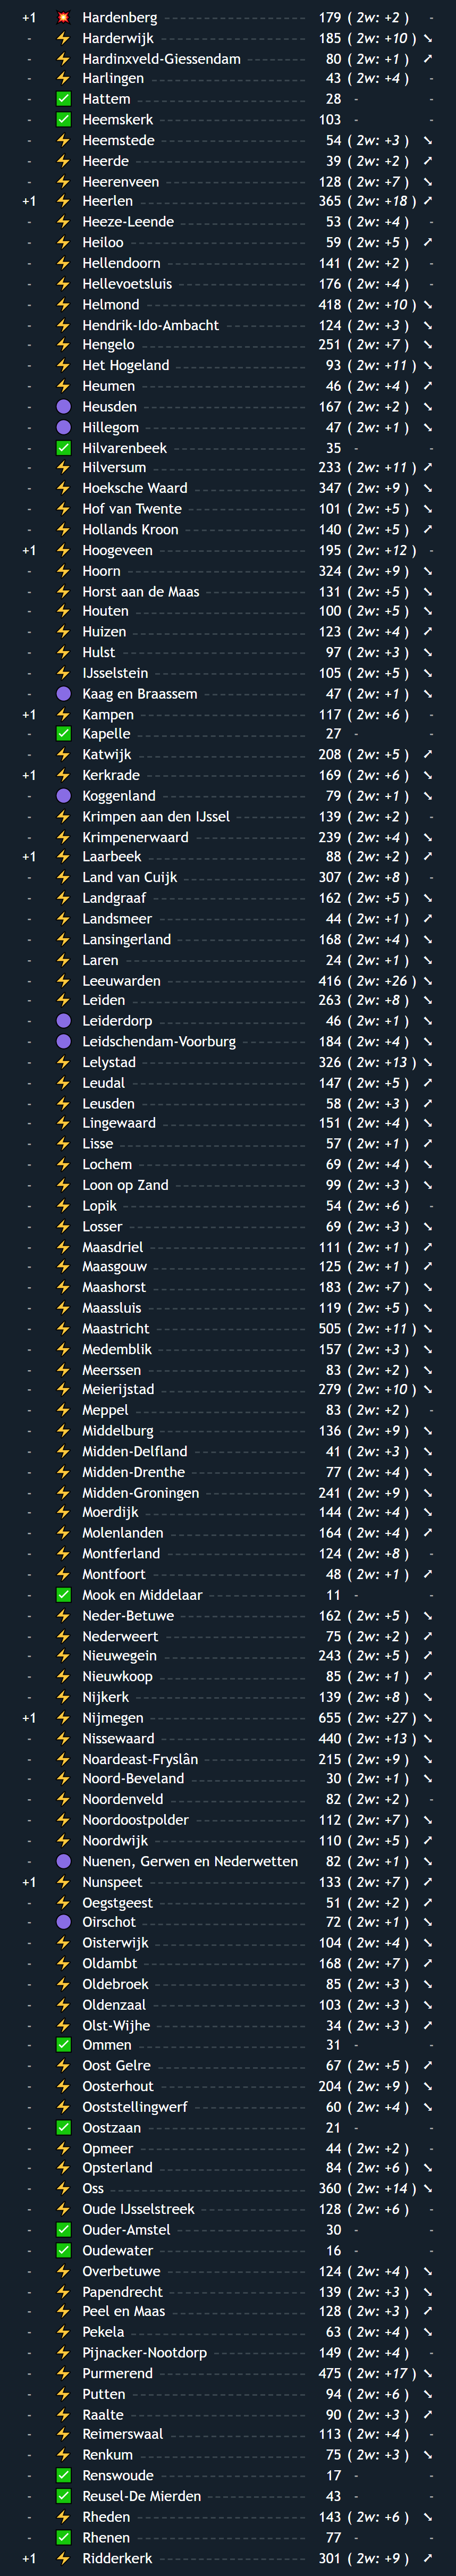 +1 💥 Hardenberg 179 ( 2w: +2 ) -
- ⚡ Harderwijk 185 ( 2w: +10 ) ➘
- ⚡ Hardinxveld-Giessendam 80 ( 2w: +1 ) ➚
- ⚡ Harlingen 43 ( 2w: +4 ) -
- ✅ Hattem 28 - -
- ✅ Heemskerk 103 - -
- ⚡ Heemstede 54 ( 2w: +3 ) ➘
- ⚡ Heerde 39 ( 2w: +2 ) ➚
- ⚡ Heerenveen 128 ( 2w: +7 ) ➘
+1 ⚡ Heerlen 365 ( 2w: +18 ) ➚
- ⚡ Heeze-Leende 53 ( 2w: +4 ) -
- ⚡ Heiloo 59 ( 2w: +5 ) ➚
- ⚡ Hellendoorn 141 ( 2w: +2 ) -
- ⚡ Hellevoetsluis 176 ( 2w: +4 ) -
- ⚡ Helmond 418 ( 2w: +10 ) ➘
- ⚡ Hendrik-Ido-Ambacht 124 ( 2w: +3 ) ➘
- ⚡ Hengelo 251 ( 2w: +7 ) ➘
- ⚡ Het Hogeland 93 ( 2w: +11 ) ➘
- ⚡ Heumen 46 ( 2w: +4 ) ➚
- 🟣 Heusden 167 ( 2w: +2 ) ➘
- 🟣 Hillegom 47 ( 2w: +1 ) ➘
- ✅ Hilvarenbeek 35 - -
- ⚡ Hilversum 233 ( 2w: +11 ) ➚
- ⚡ Hoeksche Waard 347 ( 2w: +9 ) ➘
- ⚡ Hof van Twente 101 ( 2w: +5 ) ➘
- ⚡ Hollands Kroon 140 ( 2w: +5 ) ➚
+1 ⚡ Hoogeveen 195 ( 2w: +12 ) -
- ⚡ Hoorn 324 ( 2w: +9 ) ➘
- ⚡ Horst aan de Maas 131 ( 2w: +5 ) ➘
- ⚡ Houten 100 ( 2w: +5 ) ➘
- ⚡ Huizen 123 ( 2w: +4 ) ➚
- ⚡ Hulst 97 ( 2w: +3 ) ➘
- ⚡ IJsselstein 105 ( 2w: +5 ) ➘
- 🟣 Kaag en Braassem 47 ( 2w: +1 ) ➘
+1 ⚡ Kampen 117 ( 2w: +6 ) -
- ✅ Kapelle 27 - -
- ⚡ Katwijk 208 ( 2w: +5 ) ➚
+1 ⚡ Kerkrade 169 ( 2w: +6 ) ➘
- 🟣 Koggenland 79 ( 2w: +1 ) ➘
- ⚡ Krimpen aan den IJssel 139 ( 2w: +2 ) -
- ⚡ Krimpenerwaard 239 ( 2w: +4 ) ➘
+1 ⚡ Laarbeek 88 ( 2w: +2 ) ➚
- ⚡ Land van Cuijk 307 ( 2w: +8 ) -
- ⚡ Landgraaf 162 ( 2w: +5 ) ➘
- ⚡ Landsmeer 44 ( 2w: +1 ) ➚
- ⚡ Lansingerland 168 ( 2w: +4 ) ➘
- ⚡ Laren 24 ( 2w: +1 ) ➘
- ⚡ Leeuwarden 416 ( 2w: +26 ) ➘
- ⚡ Leiden 263 ( 2w: +8 ) ➘
- 🟣 Leiderdorp 46 ( 2w: +1 ) ➘
- 🟣 Leidschendam-Voorburg 184 ( 2w: +4 ) ➘
- ⚡ Lelystad 326 ( 2w: +13 ) ➘
- ⚡ Leudal 147 ( 2w: +5 ) ➚
- ⚡ Leusden 58 ( 2w: +3 ) ➚
- ⚡ Lingewaard 151 ( 2w: +4 ) ➘
- ⚡ Lisse 57 ( 2w: +1 ) ➚
- ⚡ Lochem 69 ( 2w: +4 ) ➘
- ⚡ Loon op Zand 99 ( 2w: +3 ) ➘
- ⚡ Lopik 54 ( 2w: +6 ) -
- ⚡ Losser 69 ( 2w: +3 ) ➘
- ⚡ Maasdriel 111 ( 2w: +1 ) ➚
- ⚡ Maasgouw 125 ( 2w: +1 ) ➚
- ⚡ Maashorst 183 ( 2w: +7 ) ➘
- ⚡ Maassluis 119 ( 2w: +5 ) ➘
- ⚡ Maastricht 505 ( 2w: +11 ) ➘
- ⚡ Medemblik 157 ( 2w: +3 ) ➘
- ⚡ Meerssen 83 ( 2w: +2 ) ➘
- ⚡ Meierijstad 279 ( 2w: +10 ) ➘
- ⚡ Meppel 83 ( 2w: +2 ) -
- ⚡ Middelburg 136 ( 2w: +9 ) ➘
- ⚡ Midden-Delfland 41 ( 2w: +3 ) ➘
- ⚡ Midden-Drenthe 77 ( 2w: +4 ) ➘
- ⚡ Midden-Groningen 241 ( 2w: +9 ) ➘
- ⚡ Moerdijk 144 ( 2w: +4 ) ➘
- ⚡ Molenlanden 164 ( 2w: +4 ) ➚
- ⚡ Montferland 124 ( 2w: +8 ) -
- ⚡ Montfoort 48 ( 2w: +1 ) ➚
- ✅ Mook en Middelaar 11 - -
- ⚡ Neder-Betuwe 162 ( 2w: +5 ) ➘
- ⚡ Nederweert 75 ( 2w: +2 ) ➚
- ⚡ Nieuwegein 243 ( 2w: +5 ) ➚
- ⚡ Nieuwkoop 85 ( 2w: +1 ) ➚
- ⚡ Nijkerk 139 ( 2w: +8 ) ➘
+1 ⚡ Nijmegen 655 ( 2w: +27 ) ➘
- ⚡ Nissewaard 440 ( 2w: +13 ) ➘
- ⚡ Noardeast-Fryslân 215 ( 2w: +9 ) ➘
- ⚡ Noord-Beveland 30 ( 2w: +1 ) ➘
- ⚡ Noordenveld 82 ( 2w: +2 ) -
- ⚡ Noordoostpolder 112 ( 2w: +7 ) ➘
- ⚡ Noordwijk 110 ( 2w: +5 ) ➚
- 🟣 Nuenen, Gerwen en Nederwetten 82 ( 2w: +1 ) ➘
+1 ⚡ Nunspeet 133 ( 2w: +7 ) ➚
- ⚡ Oegstgeest 51 ( 2w: +2 ) ➚
- 🟣 Oirschot 72 ( 2w: +1 ) ➘
- ⚡ Oisterwijk 104 ( 2w: +4 ) ➘
- ⚡ Oldambt 168 ( 2w: +7 ) ➚
- ⚡ Oldebroek 85 ( 2w: +3 ) ➘
- ⚡ Oldenzaal 103 ( 2w: +3 ) ➘
- ⚡ Olst-Wijhe 34 ( 2w: +3 ) ➚
- ✅ Ommen 31 - -
- ⚡ Oost Gelre 67 ( 2w: +5 ) ➚
- ⚡ Oosterhout 204 ( 2w: +9 ) ➘
- ⚡ Ooststellingwerf 60 ( 2w: +4 ) ➘
- ✅ Oostzaan 21 - -
- ⚡ Opmeer 44 ( 2w: +2 ) -
- ⚡ Opsterland 84 ( 2w: +6 ) ➘
- ⚡ Oss 360 ( 2w: +14 ) ➘
- ⚡ Oude IJsselstreek 128 ( 2w: +6 ) -
- ✅ Ouder-Amstel 30 - -
- ✅ Oudewater 16 - -
- ⚡ Overbetuwe 124 ( 2w: +4 ) ➘
- ⚡ Papendrecht 139 ( 2w: +3 ) ➘
- ⚡ Peel en Maas 128 ( 2w: +3 ) ➚
- ⚡ Pekela 63 ( 2w: +4 ) ➘
- ⚡ Pijnacker-Nootdorp 149 ( 2w: +4 ) -
- ⚡ Purmerend 475 ( 2w: +17 ) ➘
- ⚡ Putten 94 ( 2w: +6 ) ➘
- ⚡ Raalte 90 ( 2w: +3 ) ➚
- ⚡ Reimerswaal 113 ( 2w: +4 ) -
- ⚡ Renkum 75 ( 2w: +3 ) ➘
- ✅ Renswoude 17 - -
- ✅ Reusel-De Mierden 43 - -
- ⚡ Rheden 143 ( 2w: +6 ) ➘
- ✅ Rhenen 77 - -
+1 ⚡ Ridderkerk 301 ( 2w: +9 ) ➚